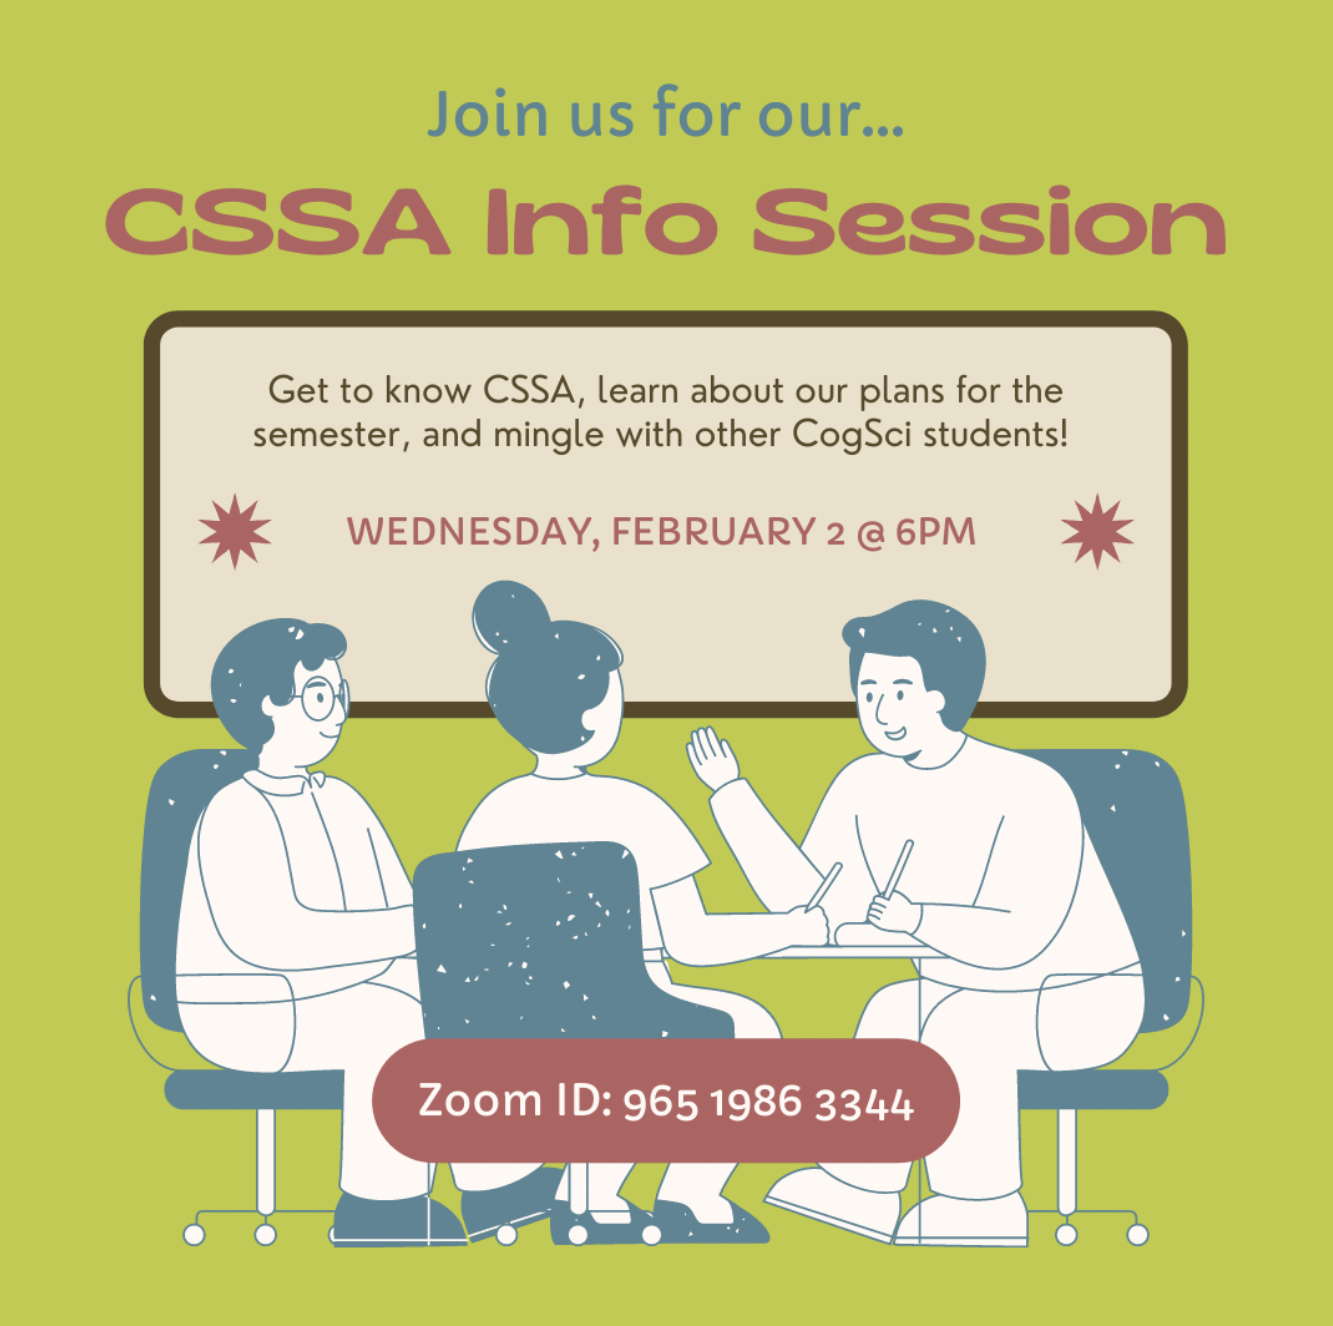 Join us for our...
CSSA Info Session
Get to know CSSA, learn about our plans for the
semester, and mingle with other CogSci students!
WEDNESDAY, FEBRUARY 2 @ 6PM
Zoom ID: 965 1986 3344